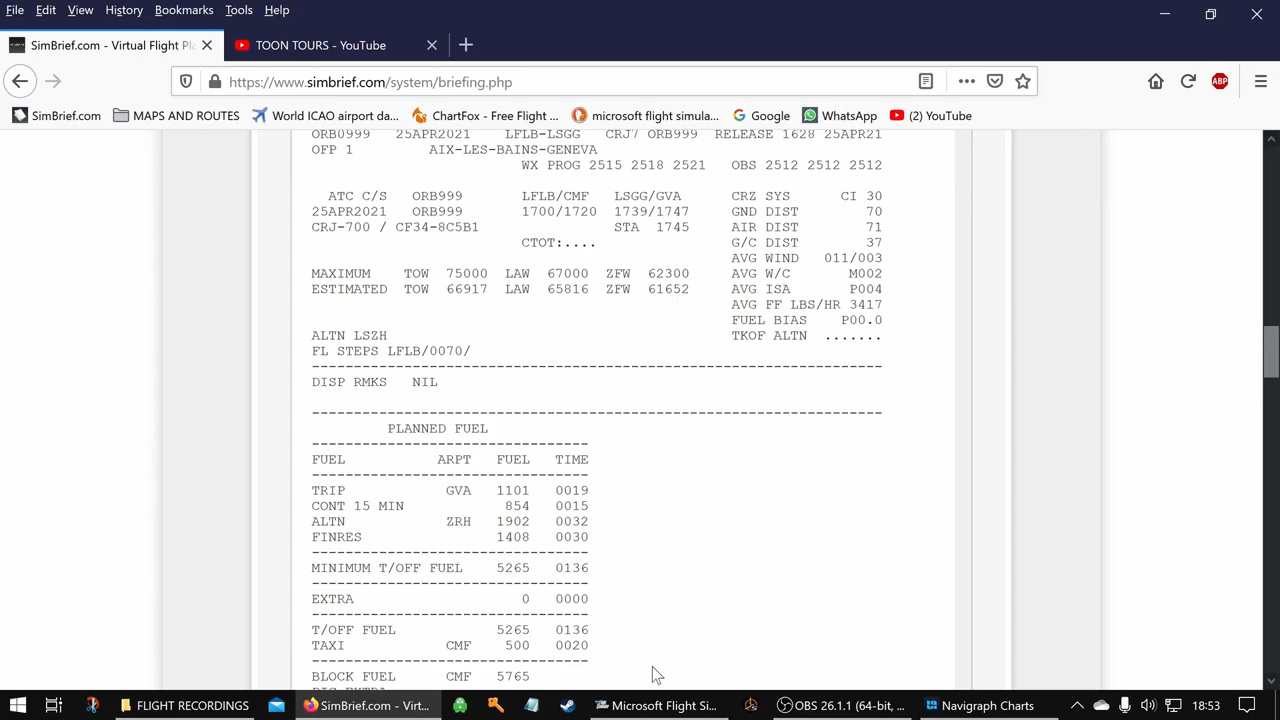 File Edit View History Bookmarks Tools Help
SimBrief.com - Virtual Flight Pl
TOON TOURS - YouTube
https://www.simbrief.com/system/briefing.php
ABP
SimBrief.com MAPS AND ROUTES World ICAO airport da... ChartFox - Free Flight ... microsoft flight simula... Google WhatsApp (2) YouTube
ORB0999 25APR2021 LFLB-LSGG CRJ7 ORB999 RELEASE 1628 25APR21
OFP 1 AIX-LES-BAINS-GENEVA
WX PROG 2515 2518 2521 OBS 2512 2512 2512
ATC C/S ORB999 LFLB/CMF LSGG/GVA CRZ SYS CI 30
25APR2021 ORB999 1700/1720 1739/1747 GND DIST 70
CRJ-700 / CF34-8C5B1 STA 1745 AIR DIST 71
CTOT:.... G/C DIST 37
AVG WIND 011/003
MAXIMUM TOW 75000 LAW 67000 ZFW 62300 AVG W/C M002
ESTIMATED TOW 66917 LAW 65816 ZFW 61652 AVG ISA P004
AVG FF LBS/HR 3417
FUEL BIAS P00.0
ALTN LSZH TKOF ALTN .......
FL STEPS LFLB/0070/
--------------------------------------------------------------------
DISP RMKS NIL
--------------------------------------------------------------------
PLANNED FUEL
---------------------------------
FUEL ARPT FUEL TIME
---------------------------------
TRIP GVA 1101 0019
CONT 15 MIN 854 0015
ALTN ZRH 1902 0032
FINRES 1408 0030
---------------------------------
MINIMUM T/OFF FUEL 5265 0136
---------------------------------
EXTRA 0 0000
---------------------------------
T/OFF FUEL 5265 0136
TAXI CMF 500 0020
---------------------------------
BLOCK FUEL CMF 5765
FLIGHT RECORDINGS SimBrief.com - Virt... Microsoft Flight Si... OBS 26.1.1 (64-bit, ... Navigraph Charts 18:53